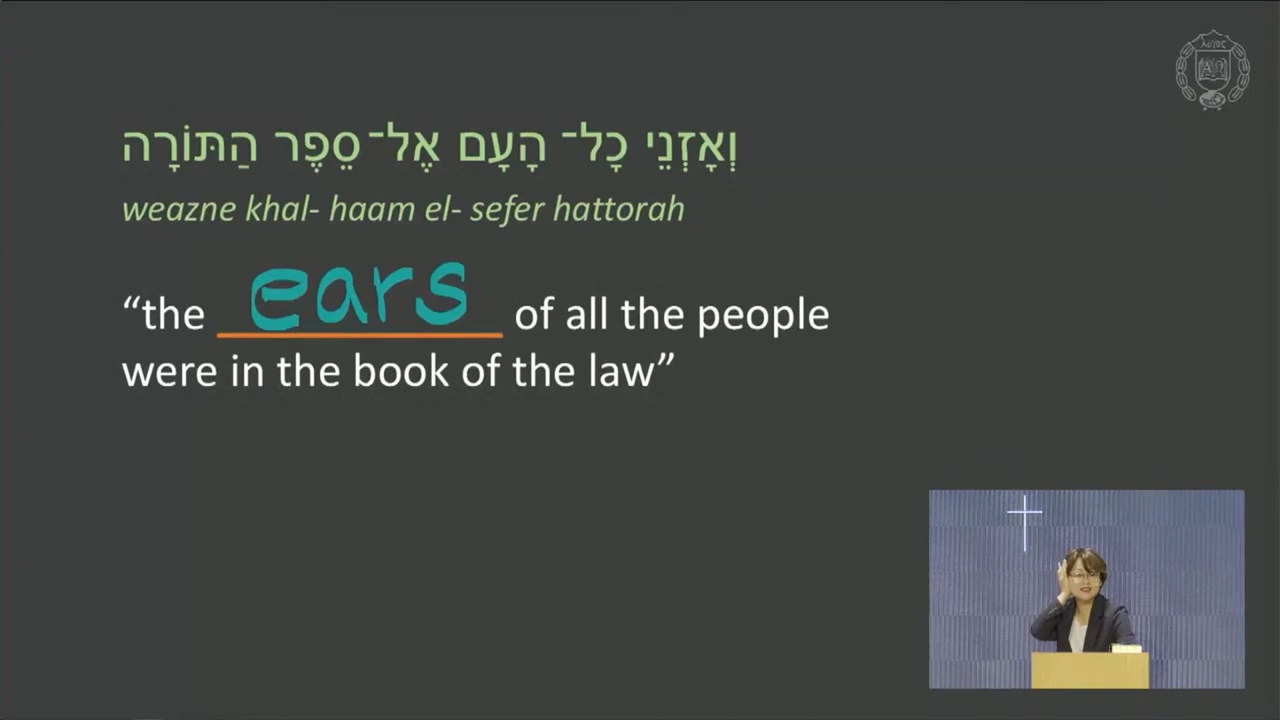 וְאָזְנֵי כָל־ הָעָם אֶל־סֵפֶר הַתּוֹרָה
weazne khal- haam el- sefer hattorah
“the ears of all the people
were in the book of the law”
λογος